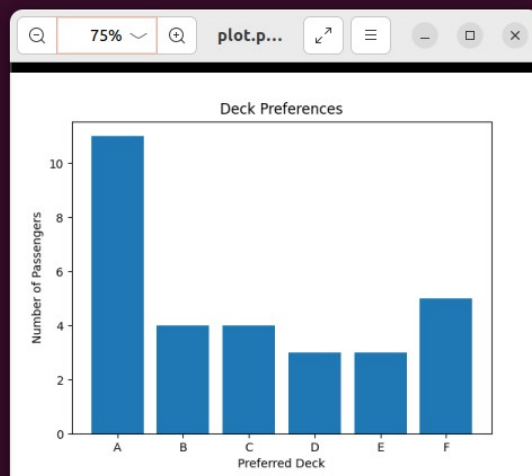 75% plot.p...
Deck Preferences
10
8
6
4
2
0
Number of Passengers
A B C D E F
Preferred Deck